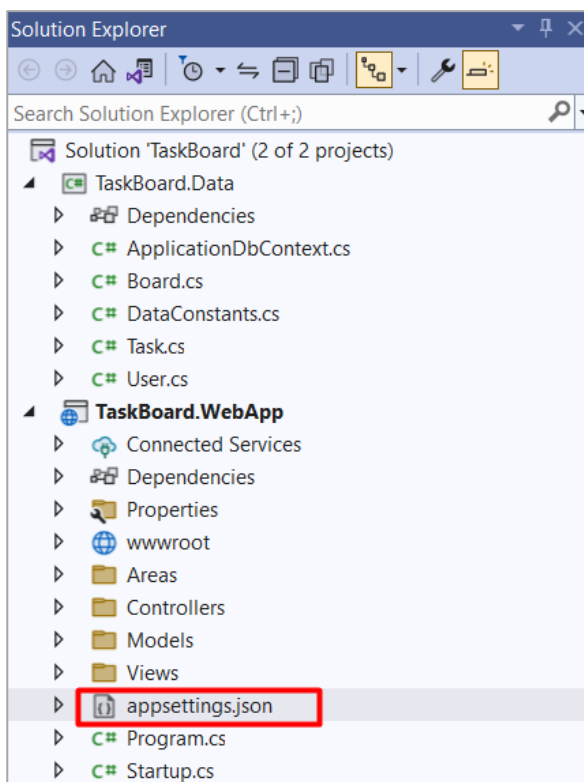 Solution Explorer
Search Solution Explorer (Ctrl+;)
Solution 'TaskBoard' (2 of 2 projects)
C# TaskBoard.Data
Dependencies
C# ApplicationDbContext.cs
C# Board.cs
C# DataConstants.cs
C# Task.cs
C# User.cs
TaskBoard.WebApp
Connected Services
Dependencies
Properties
wwwroot
Areas
Controllers
Models
Views
appsettings.json
C# Program.cs
C# Startup.cs